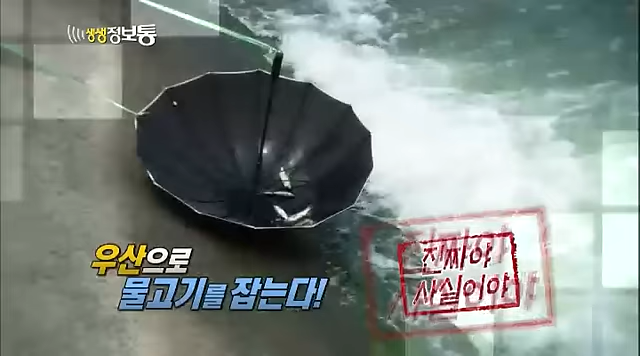 생생정보통
우산으로
물고기를 잡는다!
진짜야
사실이야